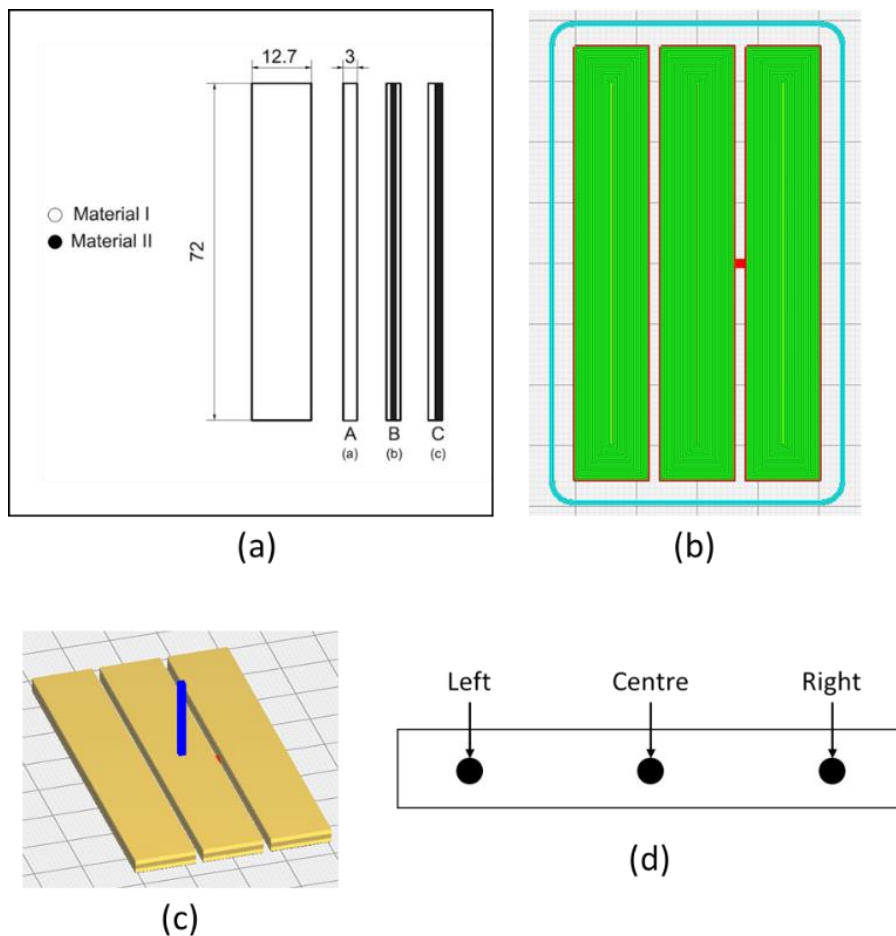 12.7
3
Material I
Material II
72
A
B
C
(a)
(b)
(c)
(a)
(b)
Left
Centre
Right
(c)
(d)